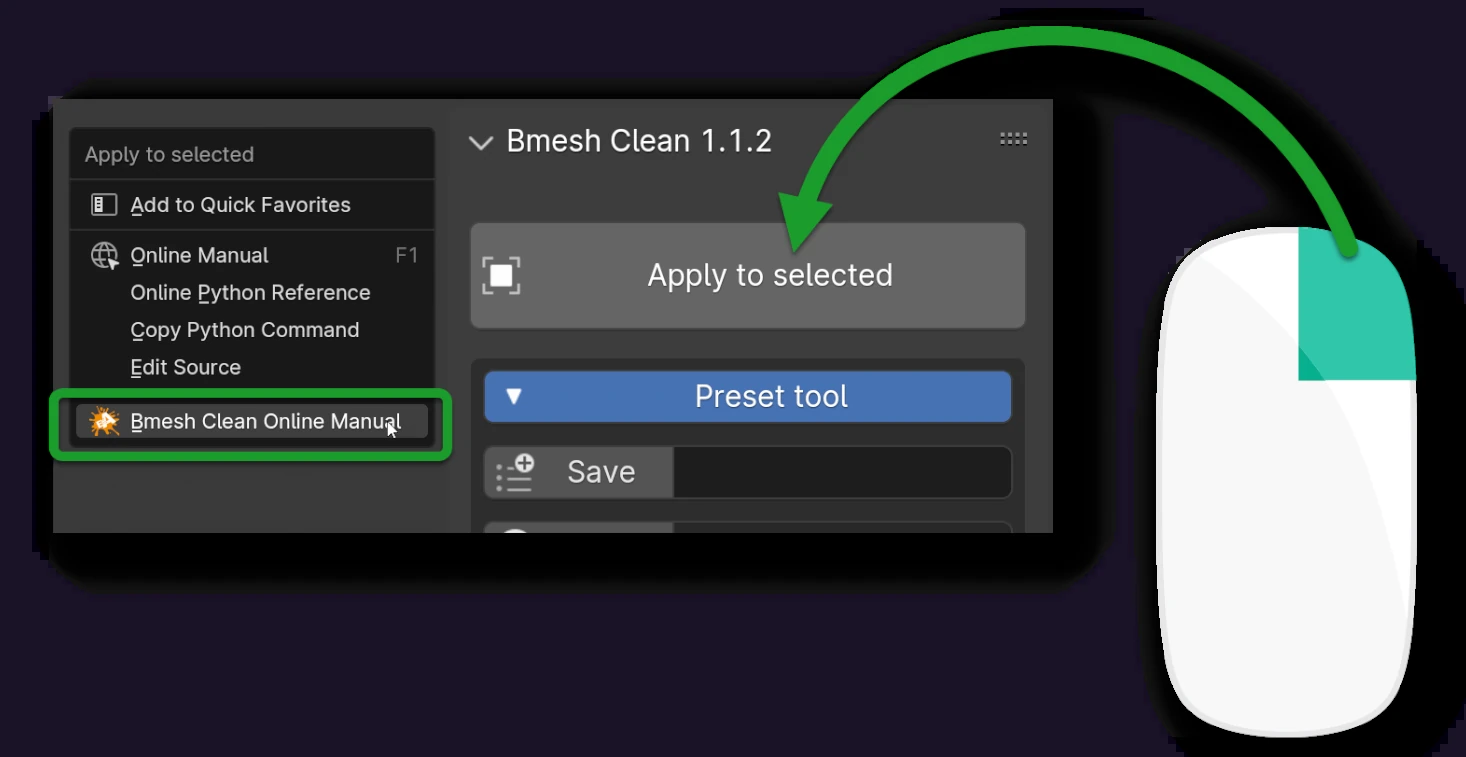 Apply to selected
Add to Quick Favorites
Online Manual F1
Online Python Reference
Copy Python Command
Edit Source
Bmesh Clean Online Manual
Bmesh Clean 1.1.2
Apply to selected
Preset tool
Save